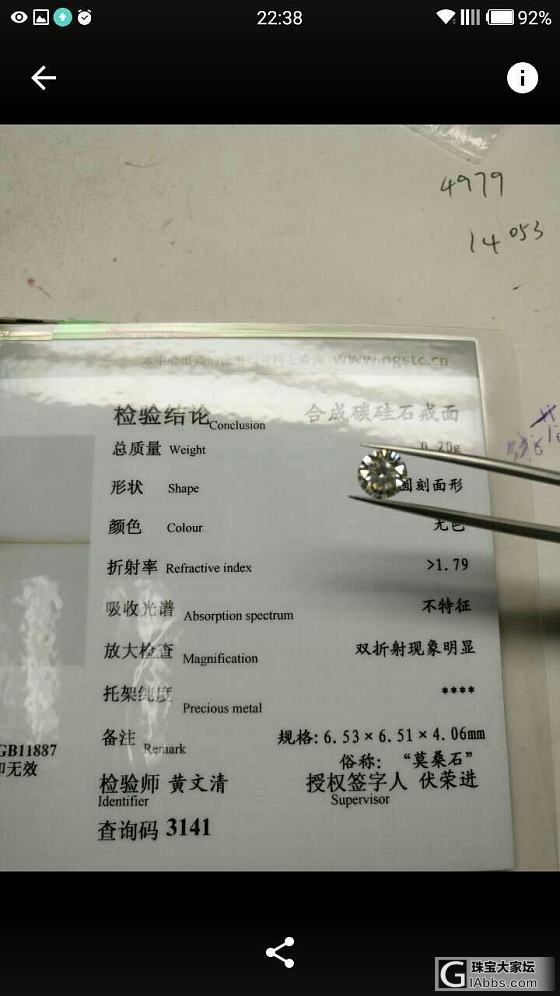 22:38
92%
4979
14 053
www.ngstc.cn
检验结论 Conclusion 合成碳硅石戒面
总质量 Weight 0.20g
形状 Shape 圆刻面形
颜色 Colour 无色
折射率 Refractive index >1.79
吸收光谱 Absorption spectrum 不特征
放大检查 Magnification 双折射现象明显
托架纯度 Precious metal ****
备注 Remark 规格: 6.53×6.51×4.06mm
俗称: “莫桑石”
GB11887
印无效
检验师 黄文清 授权签字人 伏荣进
Identifier Supervisor
查询码 3141
G 珠宝大家坛
GIAbbs.com